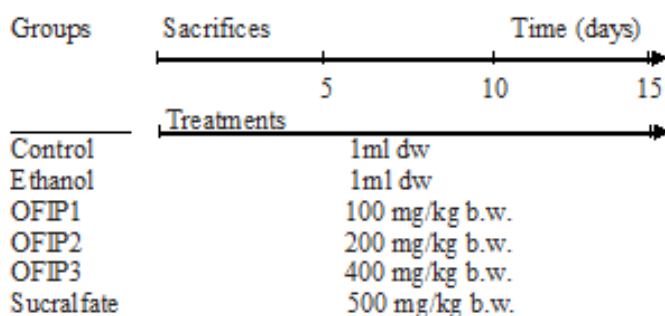 Groups Sacrifices Time (days)
5 10 15
Treatments
Control 1ml dw
Ethanol 1ml dw
OFIP1 100 mg/kg b.w.
OFIP2 200 mg/kg b.w.
OFIP3 400 mg/kg b.w.
Sucralfate 500 mg/kg b.w.